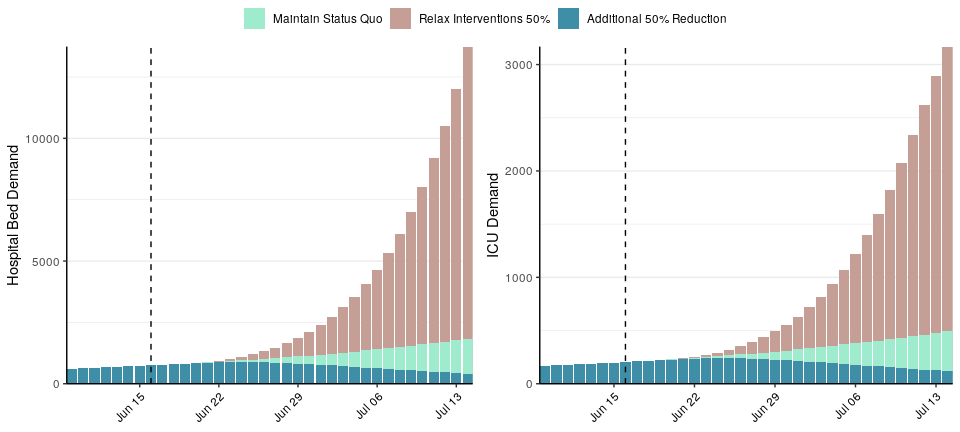 Maintain Status Quo Relax Interventions 50% Additional 50% Reduction
Hospital Bed Demand
10000
5000
0
Jun 15 Jun 22 Jun 29 Jul 06 Jul 13
ICU Demand
3000
2000
1000
0
Jun 15 Jun 22 Jun 29 Jul 06 Jul 13